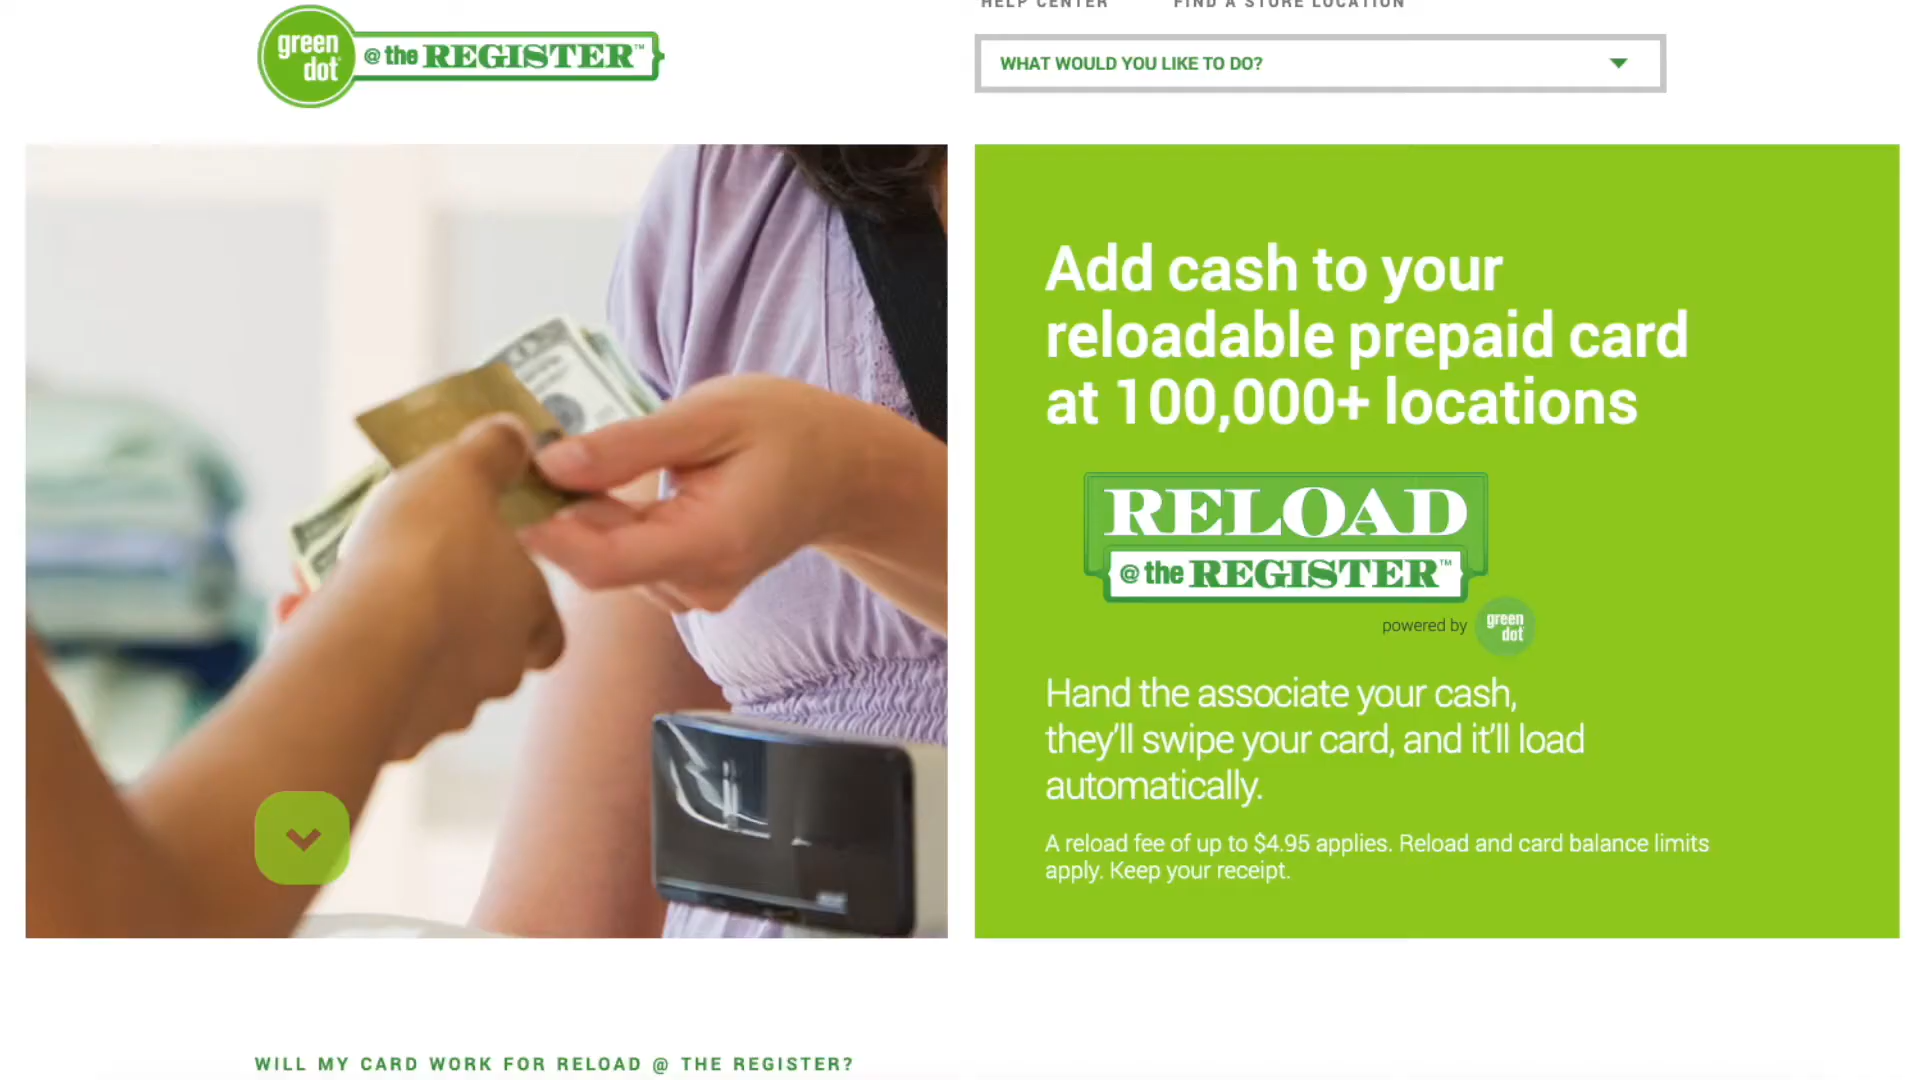 HELP CENTER
FIND A STORE LOCATION
green
dot
@ the REGISTER™
WHAT WOULD YOU LIKE TO DO?
Add cash to your
reloadable prepaid card
at 100,000+ locations
RELOAD
@ the REGISTER™
powered by
green
dot
Hand the associate your cash,
they'll swipe your card, and it'll load
automatically.
A reload fee of up to $4.95 applies. Reload and card balance limits
apply. Keep your receipt.
WILL MY CARD WORK FOR RELOAD @ THE REGISTER?